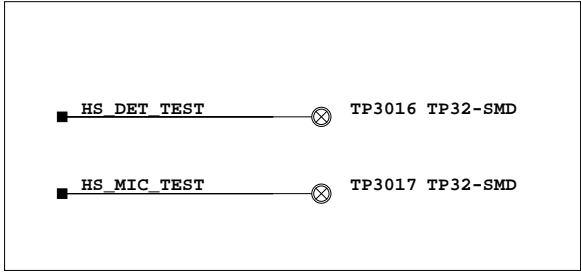 HS_DET_TEST TP3016 TP32-SMD
HS_MIC_TEST TP3017 TP32-SMD